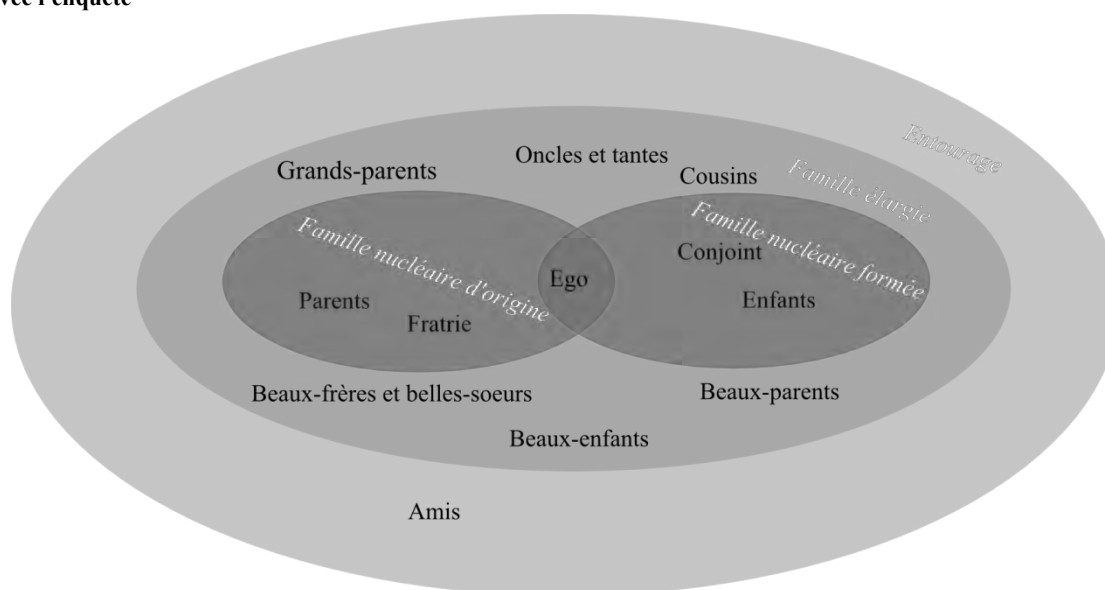 l'enquête
Entourage
Famille élargie
Oncles et tantes
Grands-parents
Cousins
Famille nucléaire d'origine
Famille nucléaire formée
Conjoint
Ego
Parents
Enfants
Fratrie
Beaux-frères et belles-soeurs
Beaux-parents
Beaux-enfants
Amis